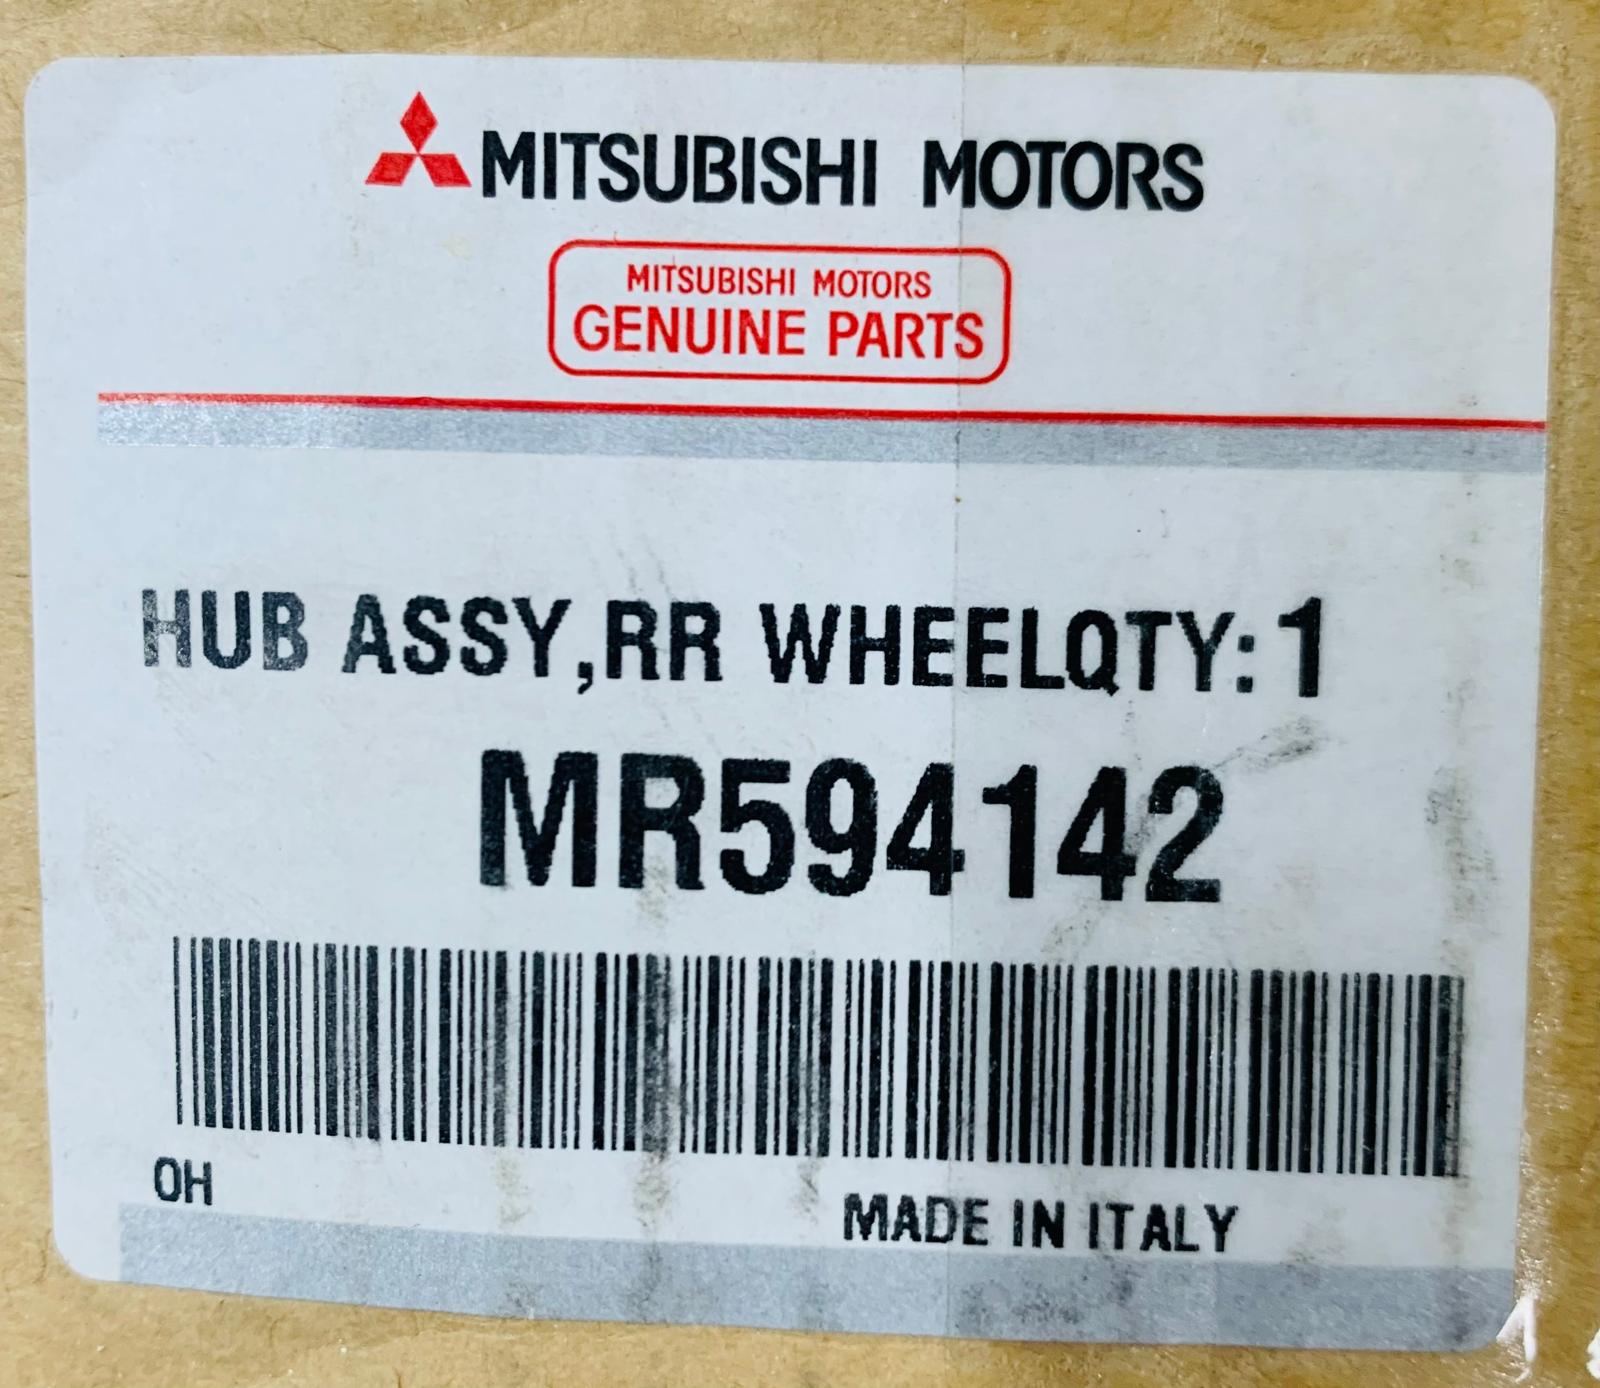 MITSUBISHI MOTORS
MITSUBISHI MOTORS
GENUINE PARTS
HUB ASSY,RR WHEELQTY:1
MR594142
OH
MADE IN ITALY